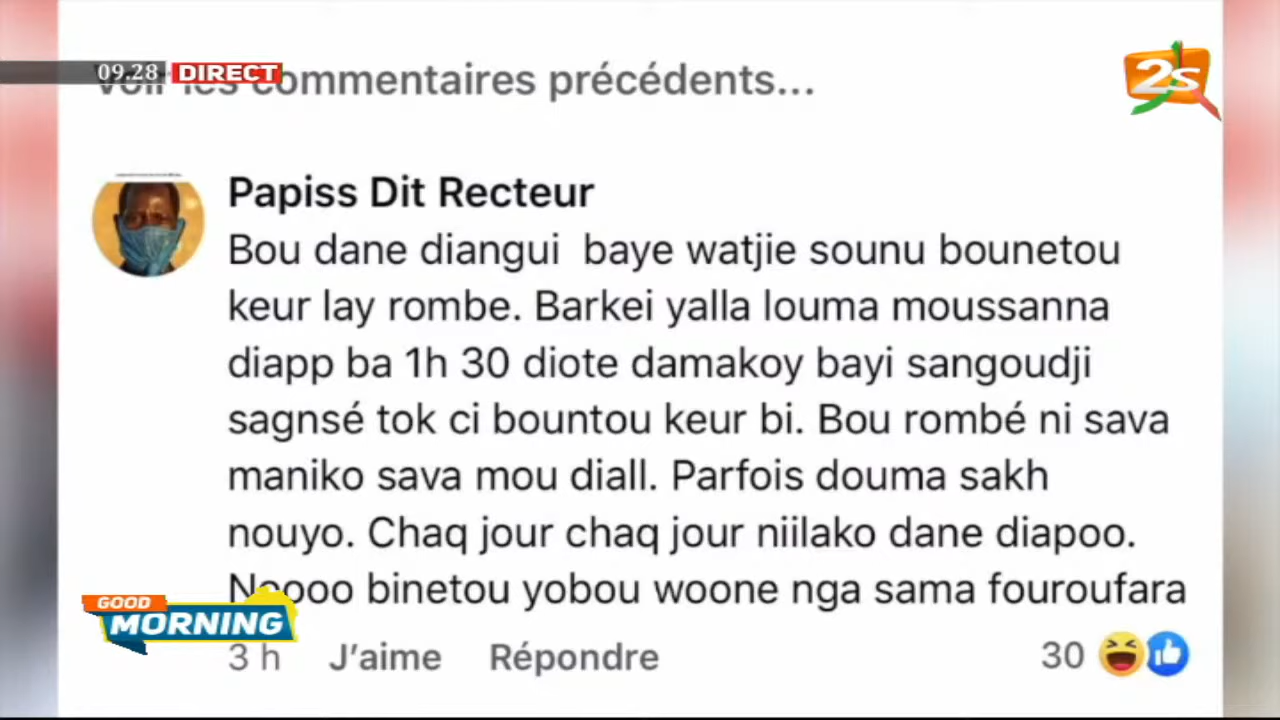 09.28 DIRECT
2s
Voir les commentaires précédents...
Papiss Dit Recteur
Bou dane diangui baye watjie sounu bounetou
keur lay rombe. Barkei yalla louma moussanna
diapp ba 1h 30 diote damakoy bayi sangoudji
sagnsé tok ci bountou keur bi. Bou rombé ni sava
maniko sava mou diall. Parfois douma sakh
nouyo. Chaq jour chaq jour niilako dane diapoo.
Noooo binetou yobou woone nga sama fouroufara
GOOD
MORNING
3 h J'aime Répondre 30